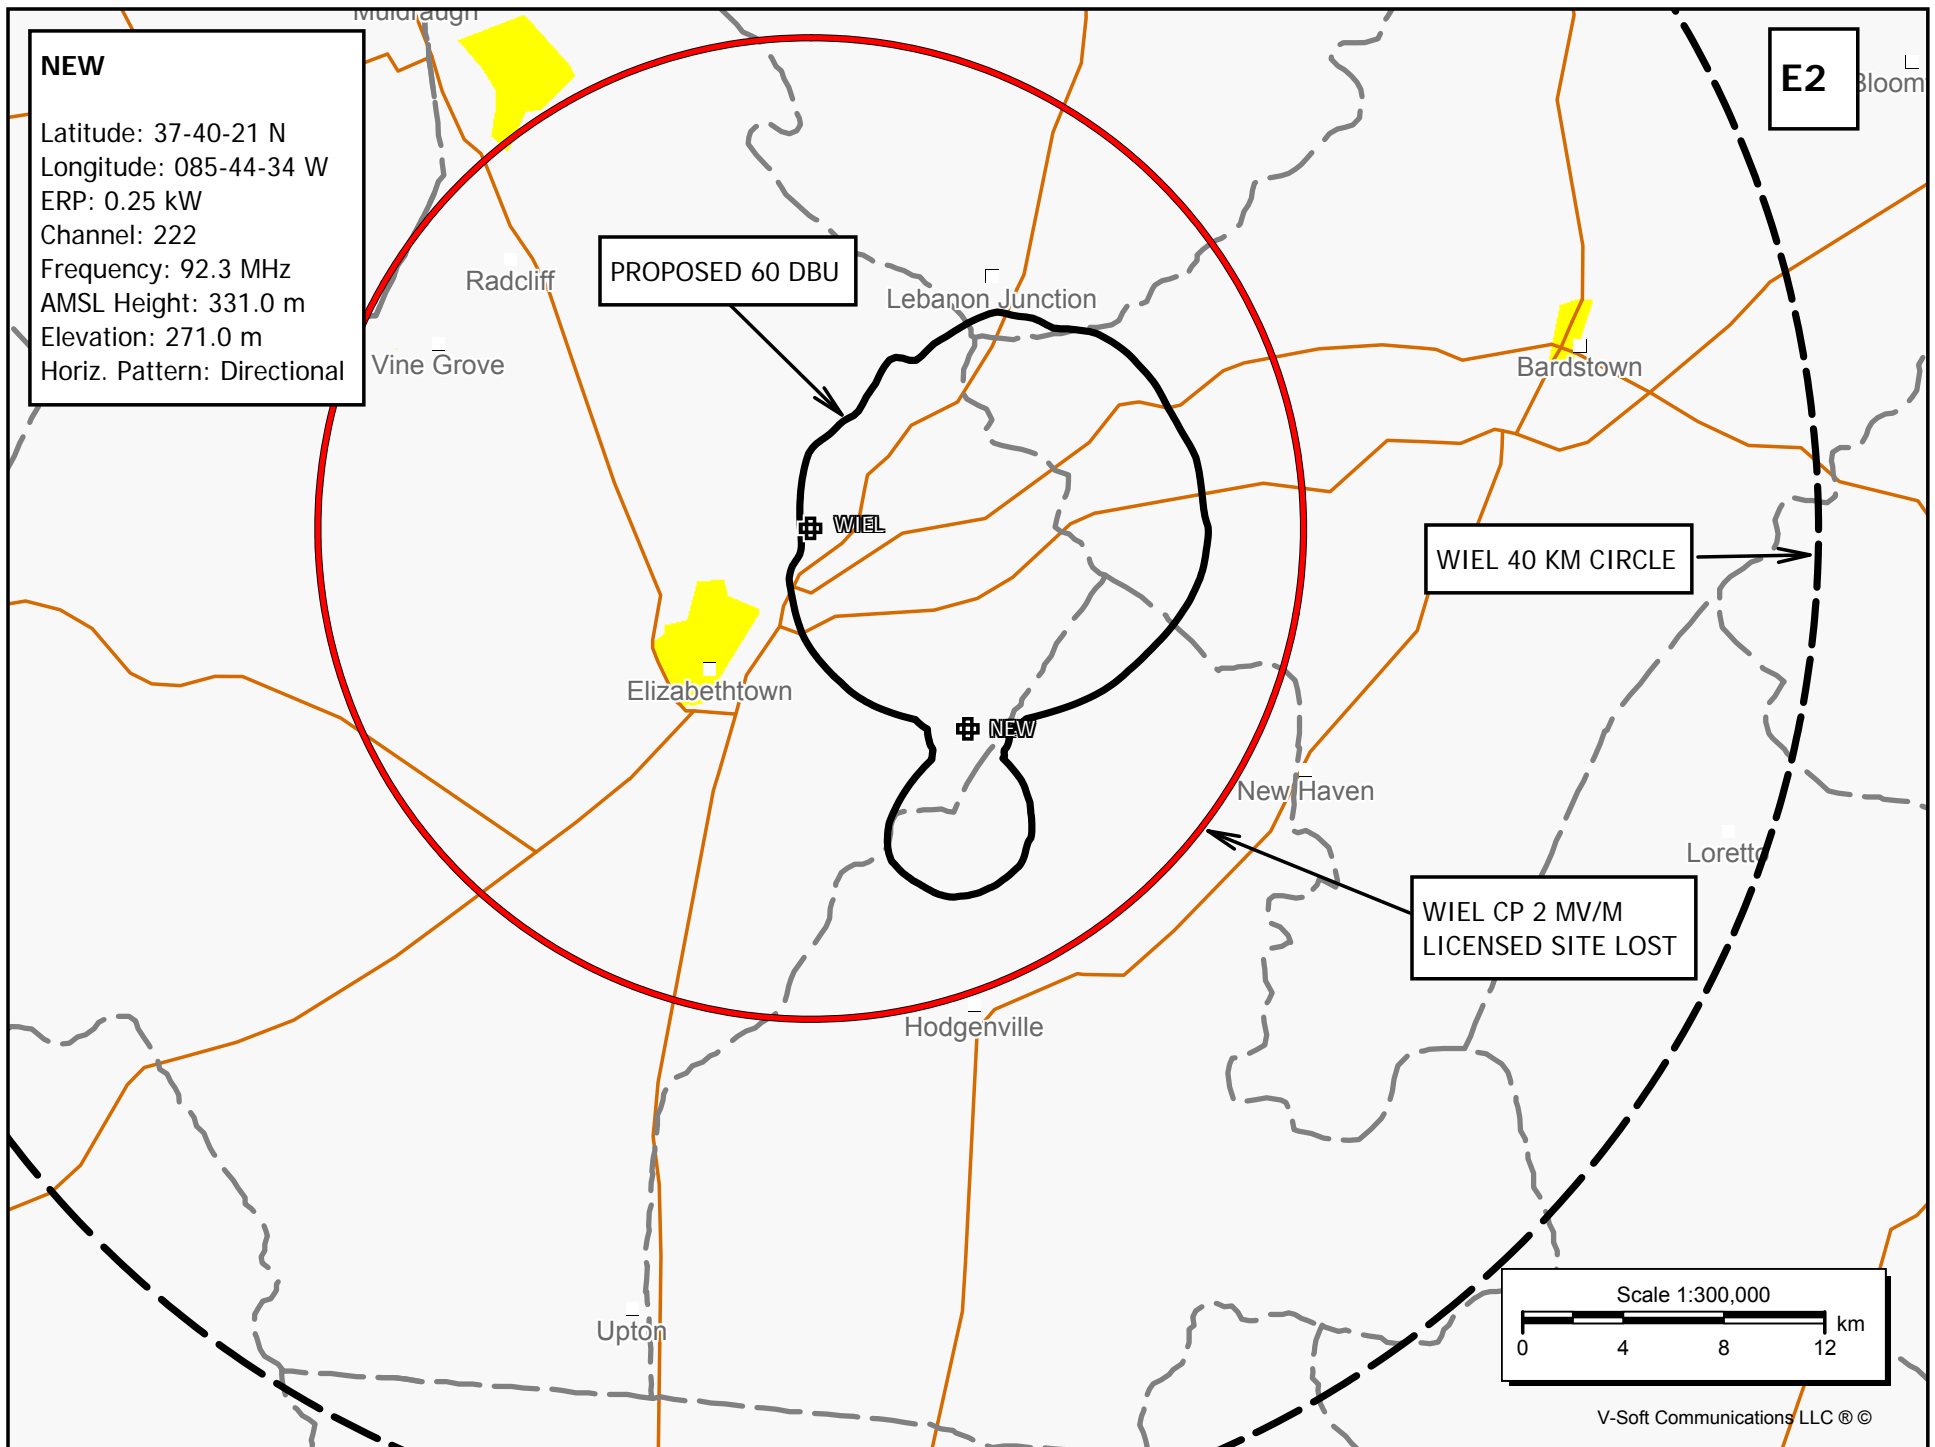 Muldraugh
NEW
Latitude: 37-40-21 N
Longitude: 085-44-34 W
ERP: 0.25 kW
Channel: 222
Frequency: 92.3 MHz
AMSL Height: 331.0 m
Elevation: 271.0 m
Horiz. Pattern: Directional
E2
Bloom
Radcliff
PROPOSED 60 DBU
Lebanon Junction
Vine Grove
Bardstown
WIEL
WIEL 40 KM CIRCLE
Elizabethtown
NEW
New Haven
Loretto
WIEL CP 2 MV/M
LICENSED SITE LOST
Hodgenville
Upton
Scale 1:300,000
km
0 4 8 12
V-Soft Communications LLC ® ©